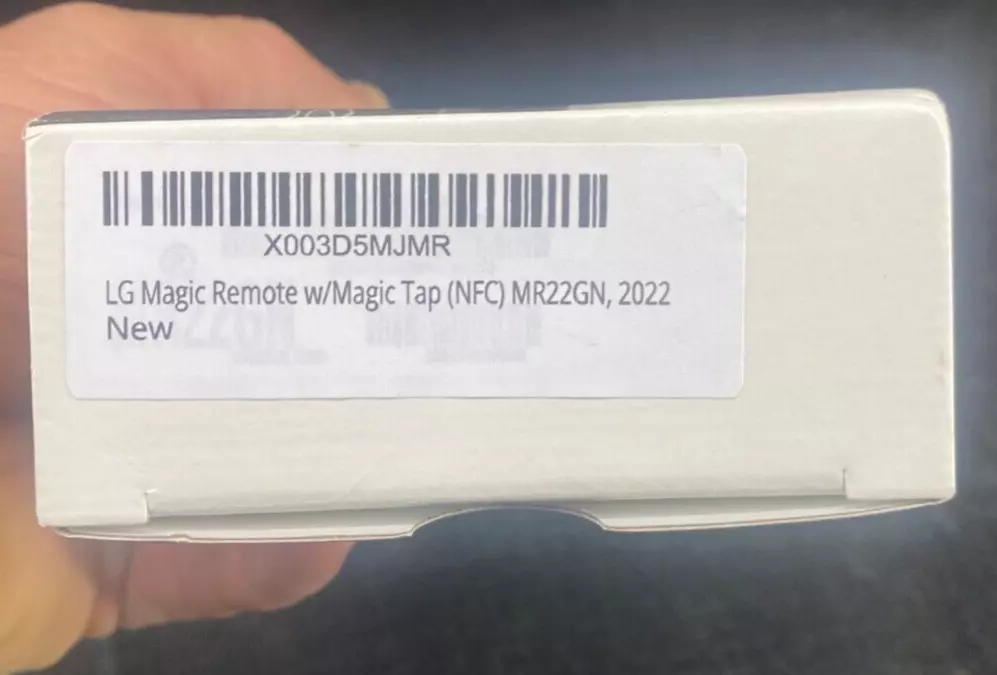 X003D5MJMR
LG Magic Remote w/Magic Tap (NFC) MR22GN, 2022
New